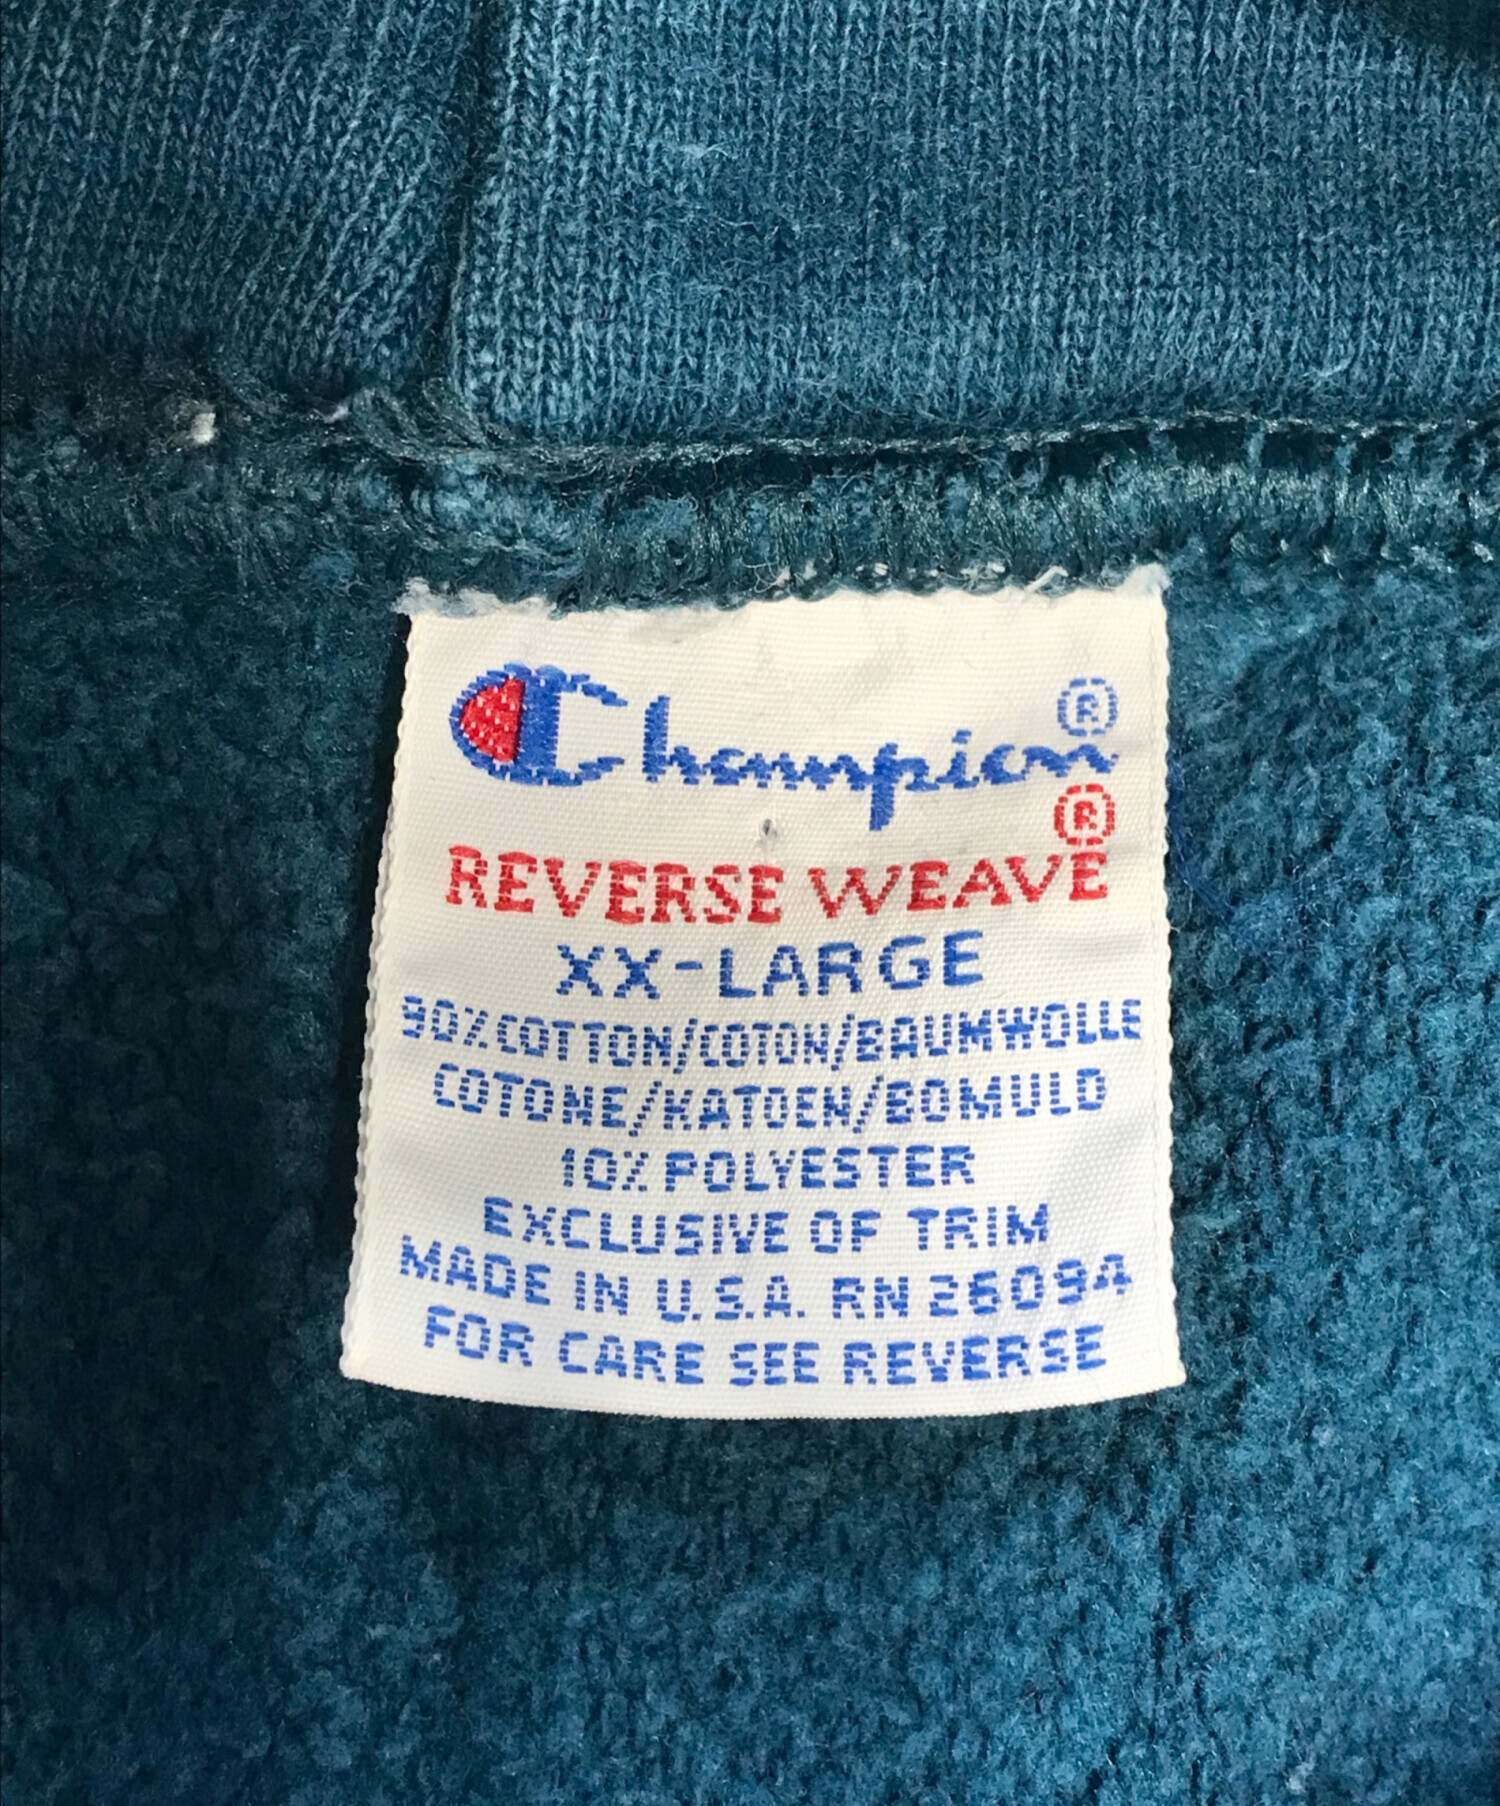 Champion®
REVERSE WEAVE®
XX-LARGE
90% COTTON/COTON/BAUMWOLLE
COTONE/KATOEN/BOMULD
10% POLYESTER
EXCLUSIVE OF TRIM
MADE IN U.S.A. RN 26094
FOR CARE SEE REVERSE